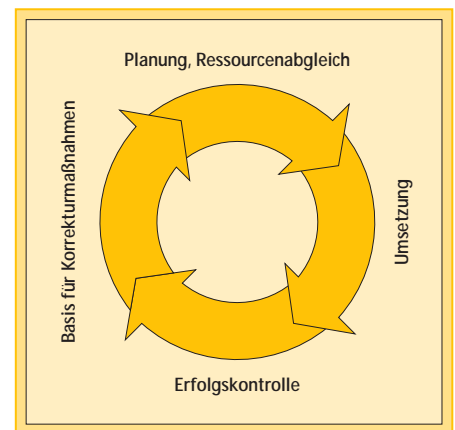 Planung, Ressourcenabgleich
Umsetzung
Erfolgskontrolle
Basis für Korrekturmaßnahmen